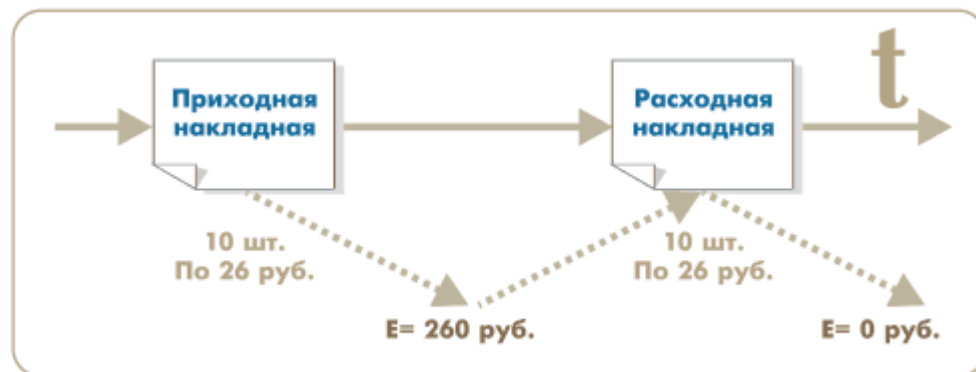 t
Приходная
накладная
Расходная
накладная
10 шт.
По 26 руб.
10 шт.
По 26 руб.
Е= 260 руб.
Е= 0 руб.